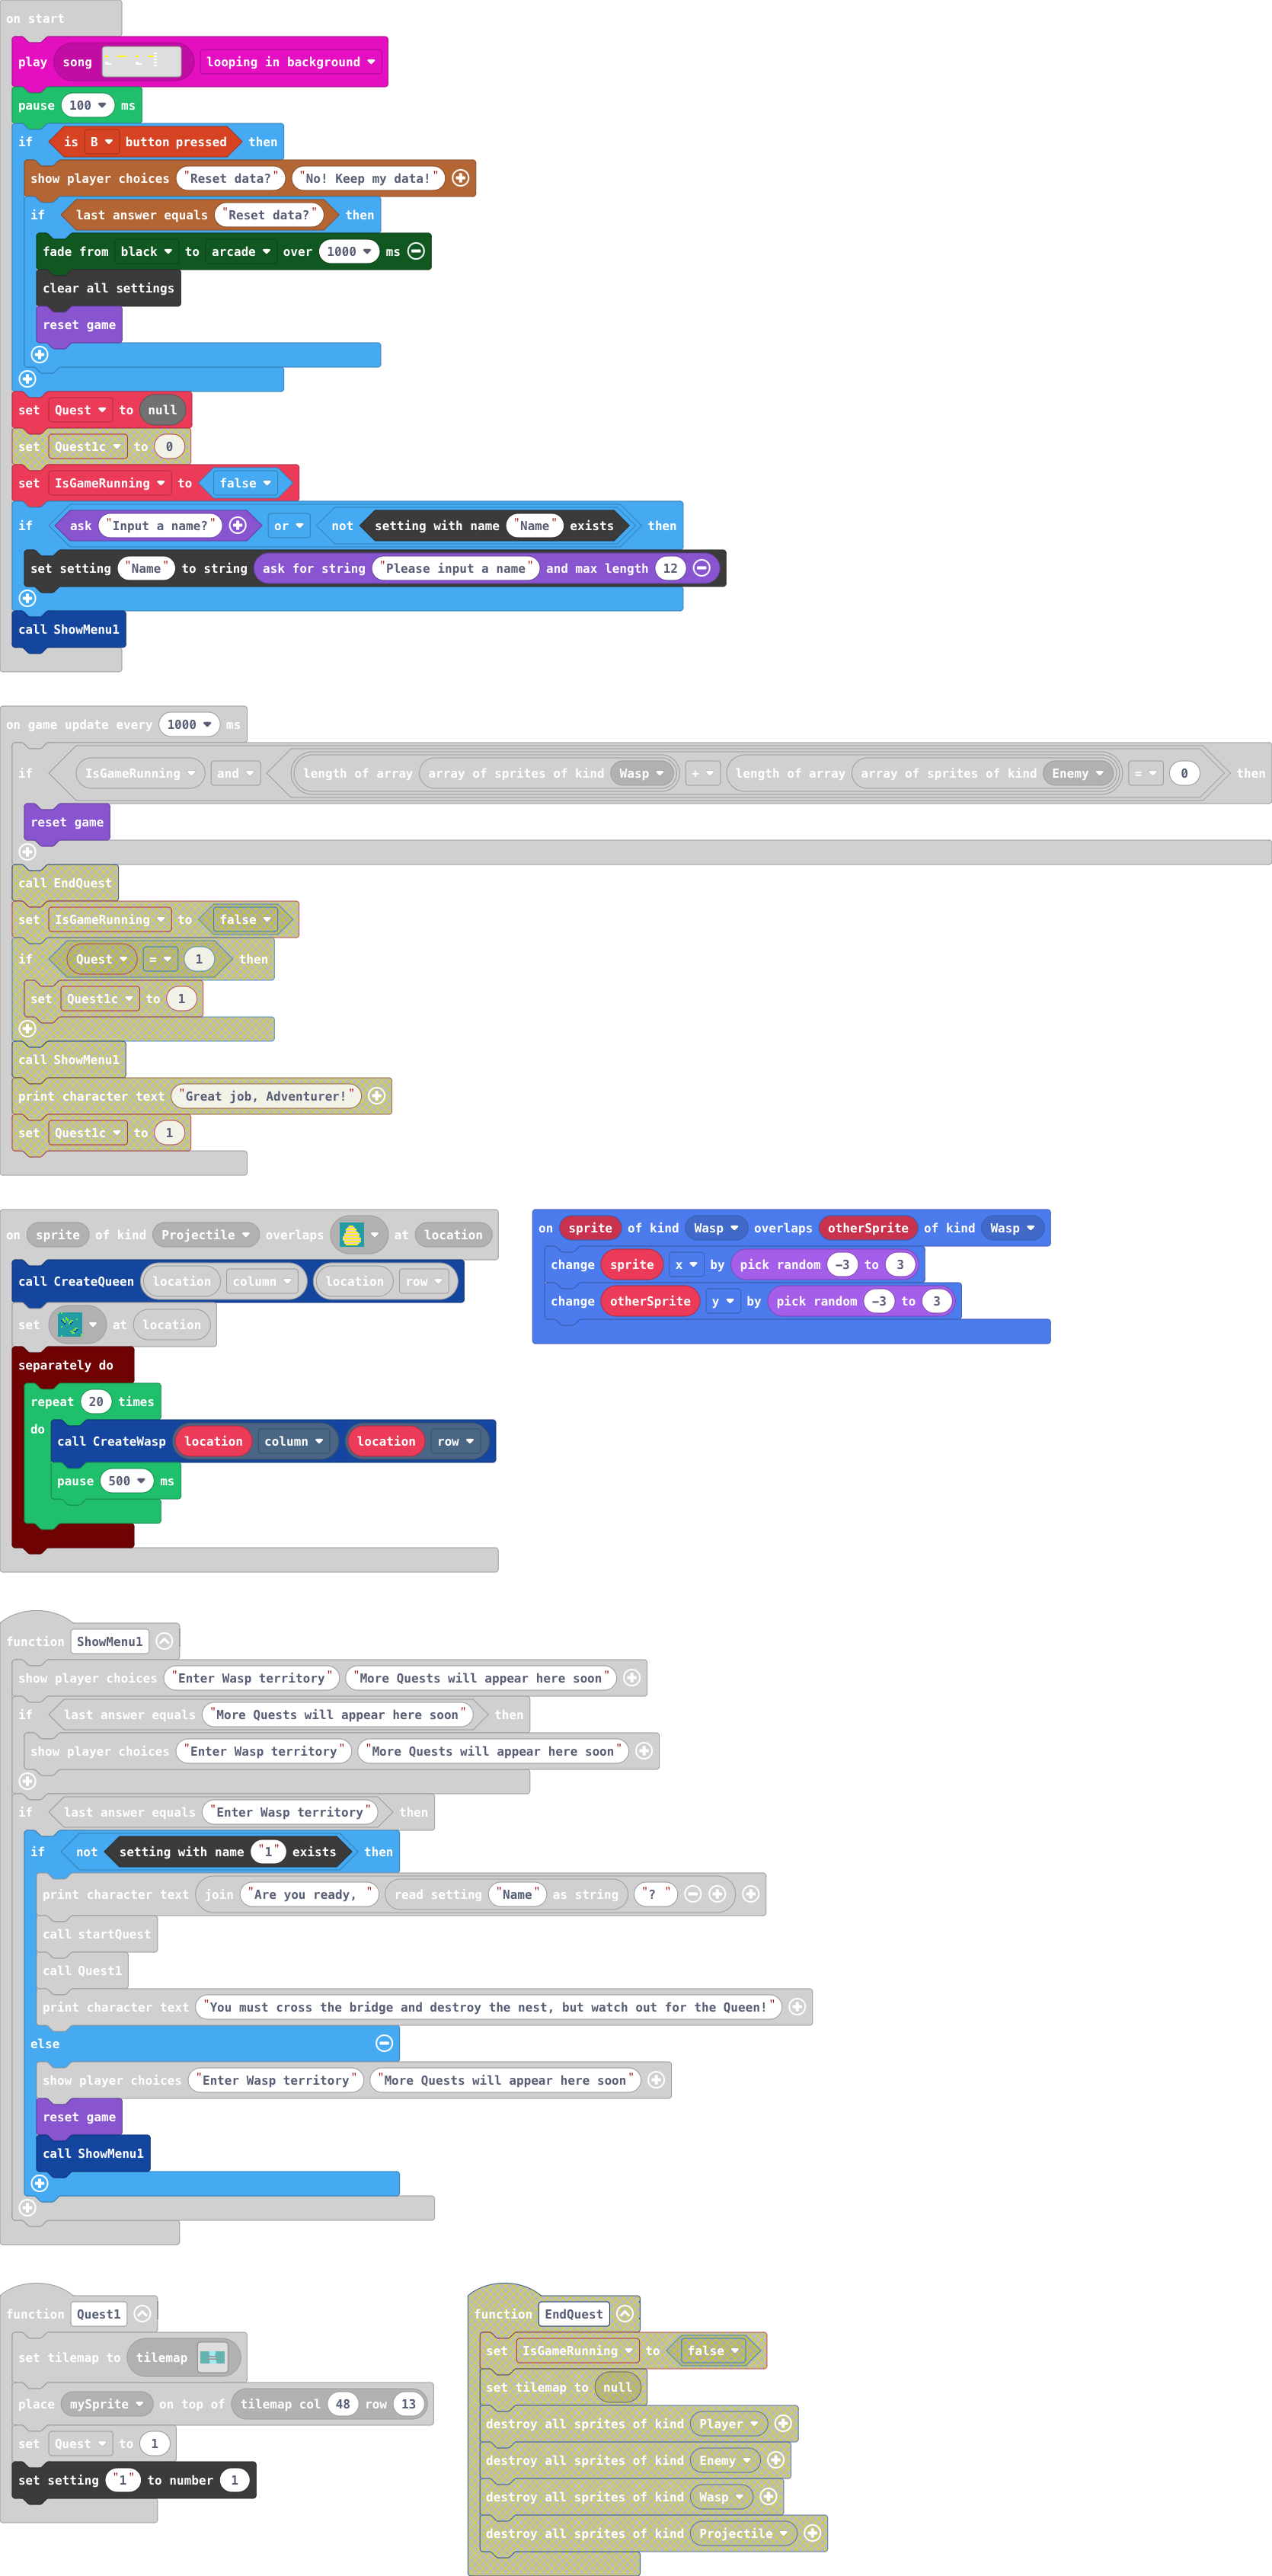 on start
play song looping in background
pause 100 ms
if is B button pressed then
show player choices "Reset data?" "No! Keep my data!"
if last answer equals "Reset data?" then
fade from black to arcade over 1000 ms
clear all settings
reset game
set Quest to null
set Quest1c to 0
set IsGameRunning to false
if ask "Input a name?" or not setting with name "Name" exists then
set setting "Name" to string ask for string "Please input a name" and max length 12
call ShowMenu1
on game update every 1000 ms
if IsGameRunning and length of array array of sprites of kind Wasp + length of array array of sprites of kind Enemy = 0 then
reset game
call EndQuest
set IsGameRunning to false
if Quest = 1 then
set Quest1c to 1
call ShowMenu1
print character text "Great job, Adventurer!"
set Quest1c to 1
on sprite of kind Projectile overlaps at location
call CreateQueen location column location row
set at location
separately do
repeat 20 times
do call CreateWasp location column location row
pause 500 ms
on sprite of kind Wasp overlaps otherSprite of kind Wasp
change sprite x by pick random -3 to 3
change otherSprite y by pick random -3 to 3
function ShowMenu1
show player choices "Enter Wasp territory" "More Quests will appear here soon"
if last answer equals "More Quests will appear here soon" then
show player choices "Enter Wasp territory" "More Quests will appear here soon"
if last answer equals "Enter Wasp territory" then
if not setting with name "1" exists then
print character text join "Are you ready, " read setting "Name" as string "? "
call startQuest
call Quest1
print character text "You must cross the bridge and destroy the nest, but watch out for the Queen!"
else
show player choices "Enter Wasp territory" "More Quests will appear here soon"
reset game
call ShowMenu1
function Quest1
set tilemap to tilemap
place mySprite on top of tilemap col 48 row 13
set Quest to 1
set setting "1" to number 1
function EndQuest
set IsGameRunning to false
set tilemap to null
destroy all sprites of kind Player
destroy all sprites of kind Enemy
destroy all sprites of kind Wasp
destroy all sprites of kind Projectile